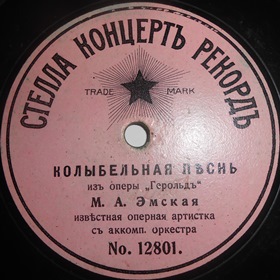 СТЕЛЛА КОНЦЕРТЪ РЕКОРДЪ
TRADE MARK
КОЛЫБЕЛЬНАЯ ПѢСНЬ
изъ оперы „Герольдъ"
М. А. Эмская
извѣстная оперная артистка
съ аккомп. оркестра
No. 12801.